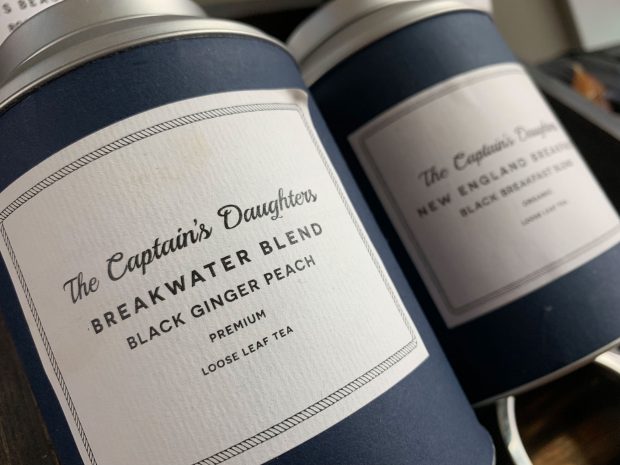 The Captain's Daughters
BREAKWATER BLEND
BLACK GINGER PEACH
PREMIUM
LOOSE LEAF TEA
The Captain's Daughters
NEW ENGLAND BREAKFA
BLACK BREAKFAST BLEND
ORGANIC
LOOSE LEAF TEA